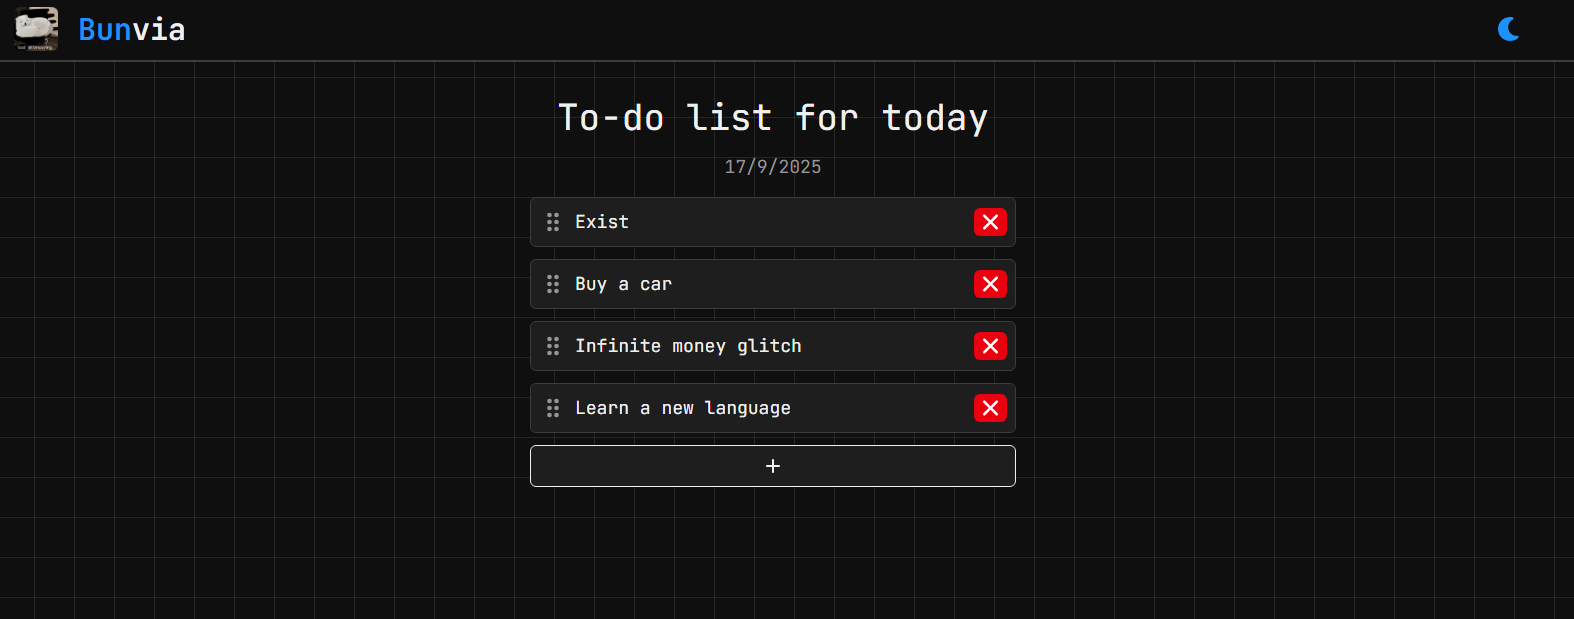 Bunvia
To-do list for today
17/9/2025
Exist
Buy a car
Infinite money glitch
Learn a new language
+